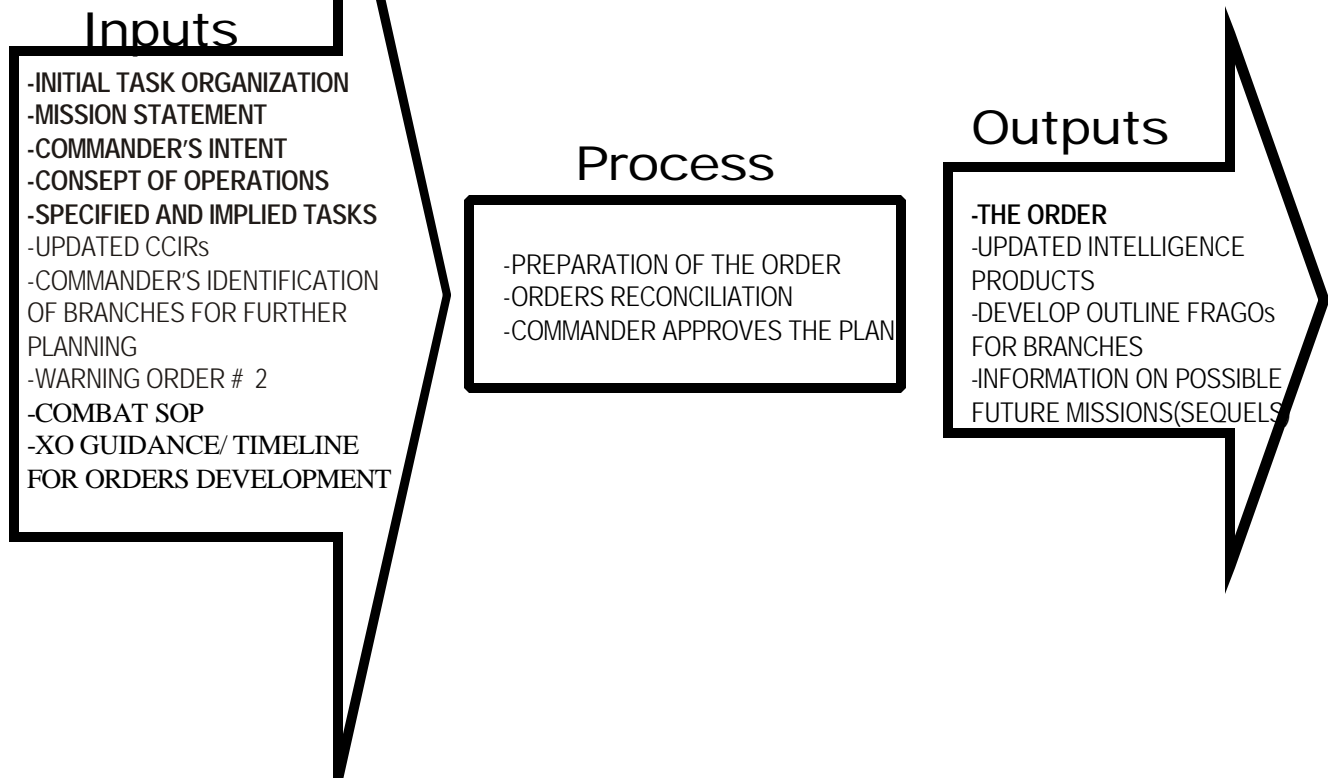 Inputs
-INITIAL TASK ORGANIZATION
-MISSION STATEMENT
-COMMANDER'S INTENT
-CONSEPT OF OPERATIONS
-SPECIFIED AND IMPLIED TASKS
-UPDATED CCIRs
-COMMANDER'S IDENTIFICATION
OF BRANCHES FOR FURTHER
PLANNING
-WARNING ORDER # 2
-COMBAT SOP
-XO GUIDANCE/ TIMELINE
FOR ORDERS DEVELOPMENT
Process
-PREPARATION OF THE ORDER
-ORDERS RECONCILIATION
-COMMANDER APPROVES THE PLAN
Outputs
-THE ORDER
-UPDATED INTELLIGENCE
PRODUCTS
-DEVELOP OUTLINE FRAGOs
FOR BRANCHES
-INFORMATION ON POSSIBLE
FUTURE MISSIONS(SEQUELS)